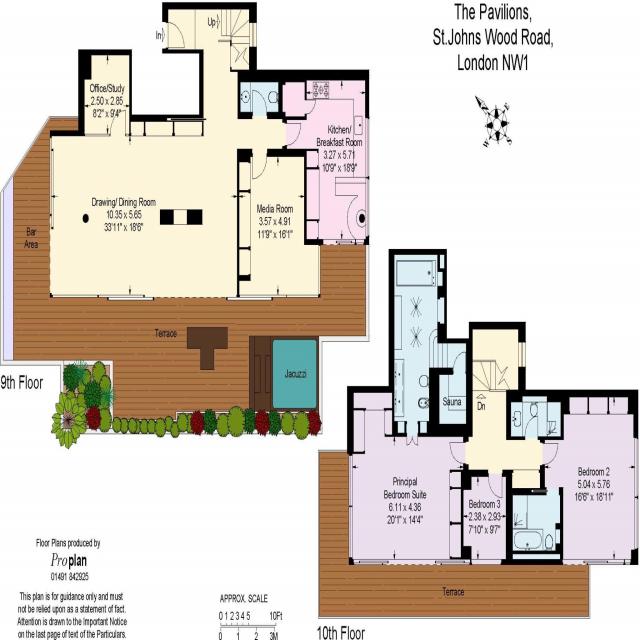 The Pavilions,
St.Johns Wood Road,
London NW1
In
Up
Office/Study
2.50 x 2.85
8'2" x 9'4"
Kitchen/
Breakfast Room
3.27 x 5.71
10'9" x 18'9"
Drawing/ Dining Room
10.35 x 5.65
33'11" x 18'6"
Media Room
3.57 x 4.91
11'9" x 16'1"
Bar
Area
Terrace
Jacuzzi
9th Floor
Sauna
Dn
Principal
Bedroom Suite
6.11 x 4.36
20'1" x 14'4"
Bedroom 3
2.38 x 2.93
7'10" x 9'7"
Bedroom 2
5.04 x 5.76
16'6" x 18'11"
Terrace
10th Floor
Floor Plans produced by
Proplan
01491 842925
This plan is for guidance only and must
not be relied upon as a statement of fact.
Attention is drawn to the Important Notice
on the last page of text of the Particulars.
APPROX. SCALE
0 1 2 3 4 5 10Ft
0 1 2 3M